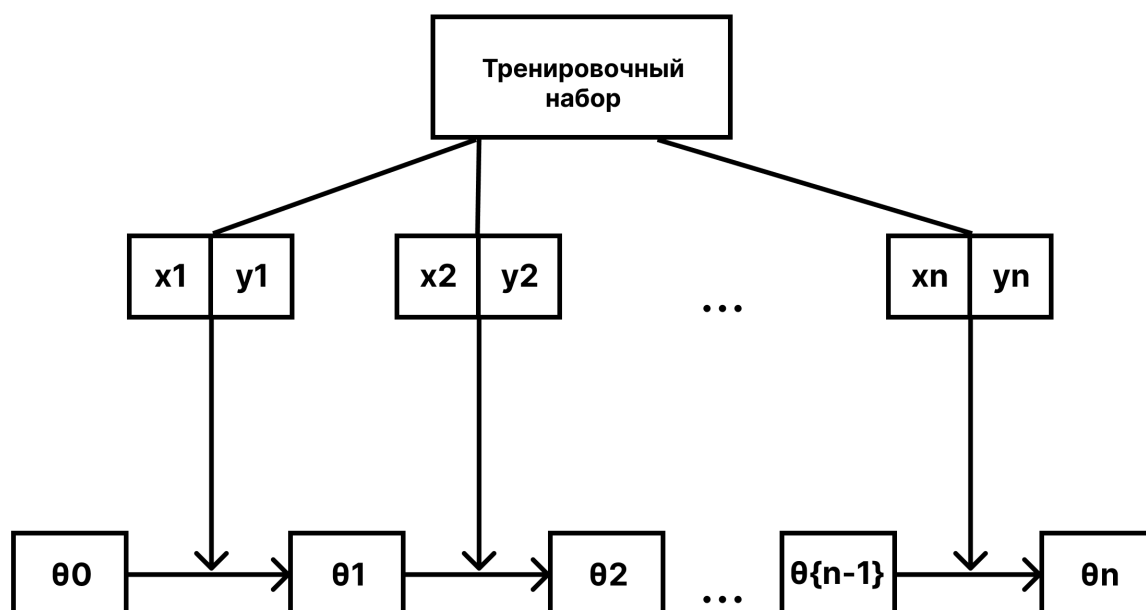 Тренировочный
набор
x1 y1 x2 y2 ... xn yn
θ0 θ1 θ2 ... θ{n-1} θn